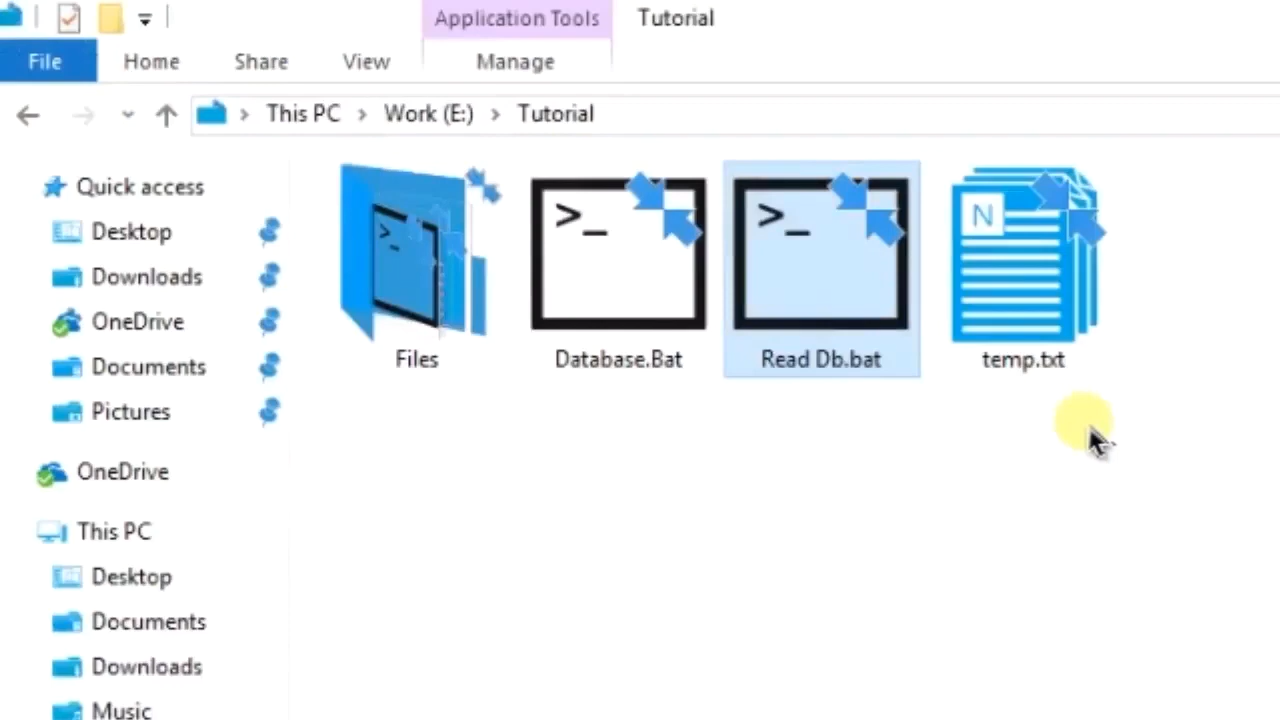 Application Tools Tutorial
File Home Share View Manage
This PC > Work (E:) > Tutorial
Quick access
Desktop
Downloads
OneDrive
Documents
Pictures
OneDrive
This PC
Desktop
Documents
Downloads
Music
>_ >_ >_ N
Files Database.Bat Read Db.bat temp.txt